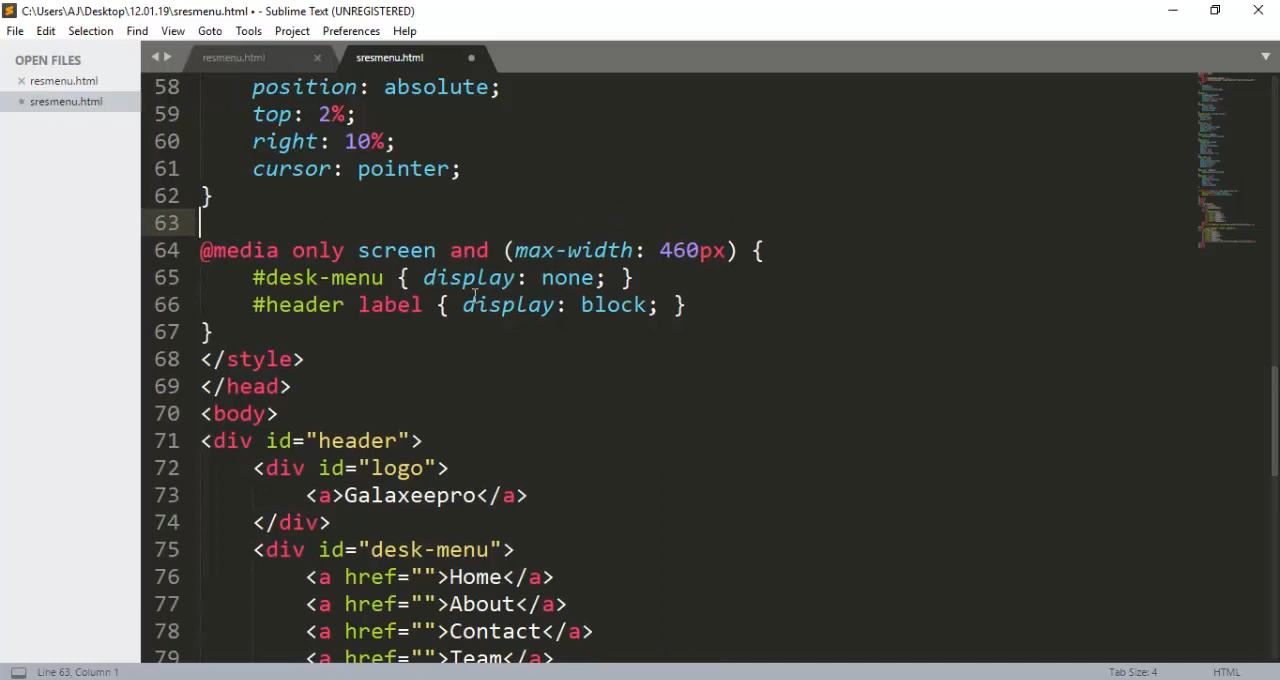 C:\Users\AJ\Desktop\12.01.19\sresmenu.html • - Sublime Text (UNREGISTERED)
File Edit Selection Find View Goto Tools Project Preferences Help
OPEN FILES
resmenu.html
sresmenu.html
resmenu.html
sresmenu.html
58 position: absolute;
59 top: 2%;
60 right: 10%;
61 cursor: pointer;
62 }
63
64 @media only screen and (max-width: 460px) {
65 #desk-menu { display: none; }
66 #header label { display: block; }
67 }
68 </style>
69 </head>
70 <body>
71 <div id="header">
72 <div id="logo">
73 <a>Galaxeepro</a>
74 </div>
75 <div id="desk-menu">
76 <a href="">Home</a>
77 <a href="">About</a>
78 <a href="">Contact</a>
79 <a href="">Team</a>
Line 63, Column 1
Tab Size: 4
HTML